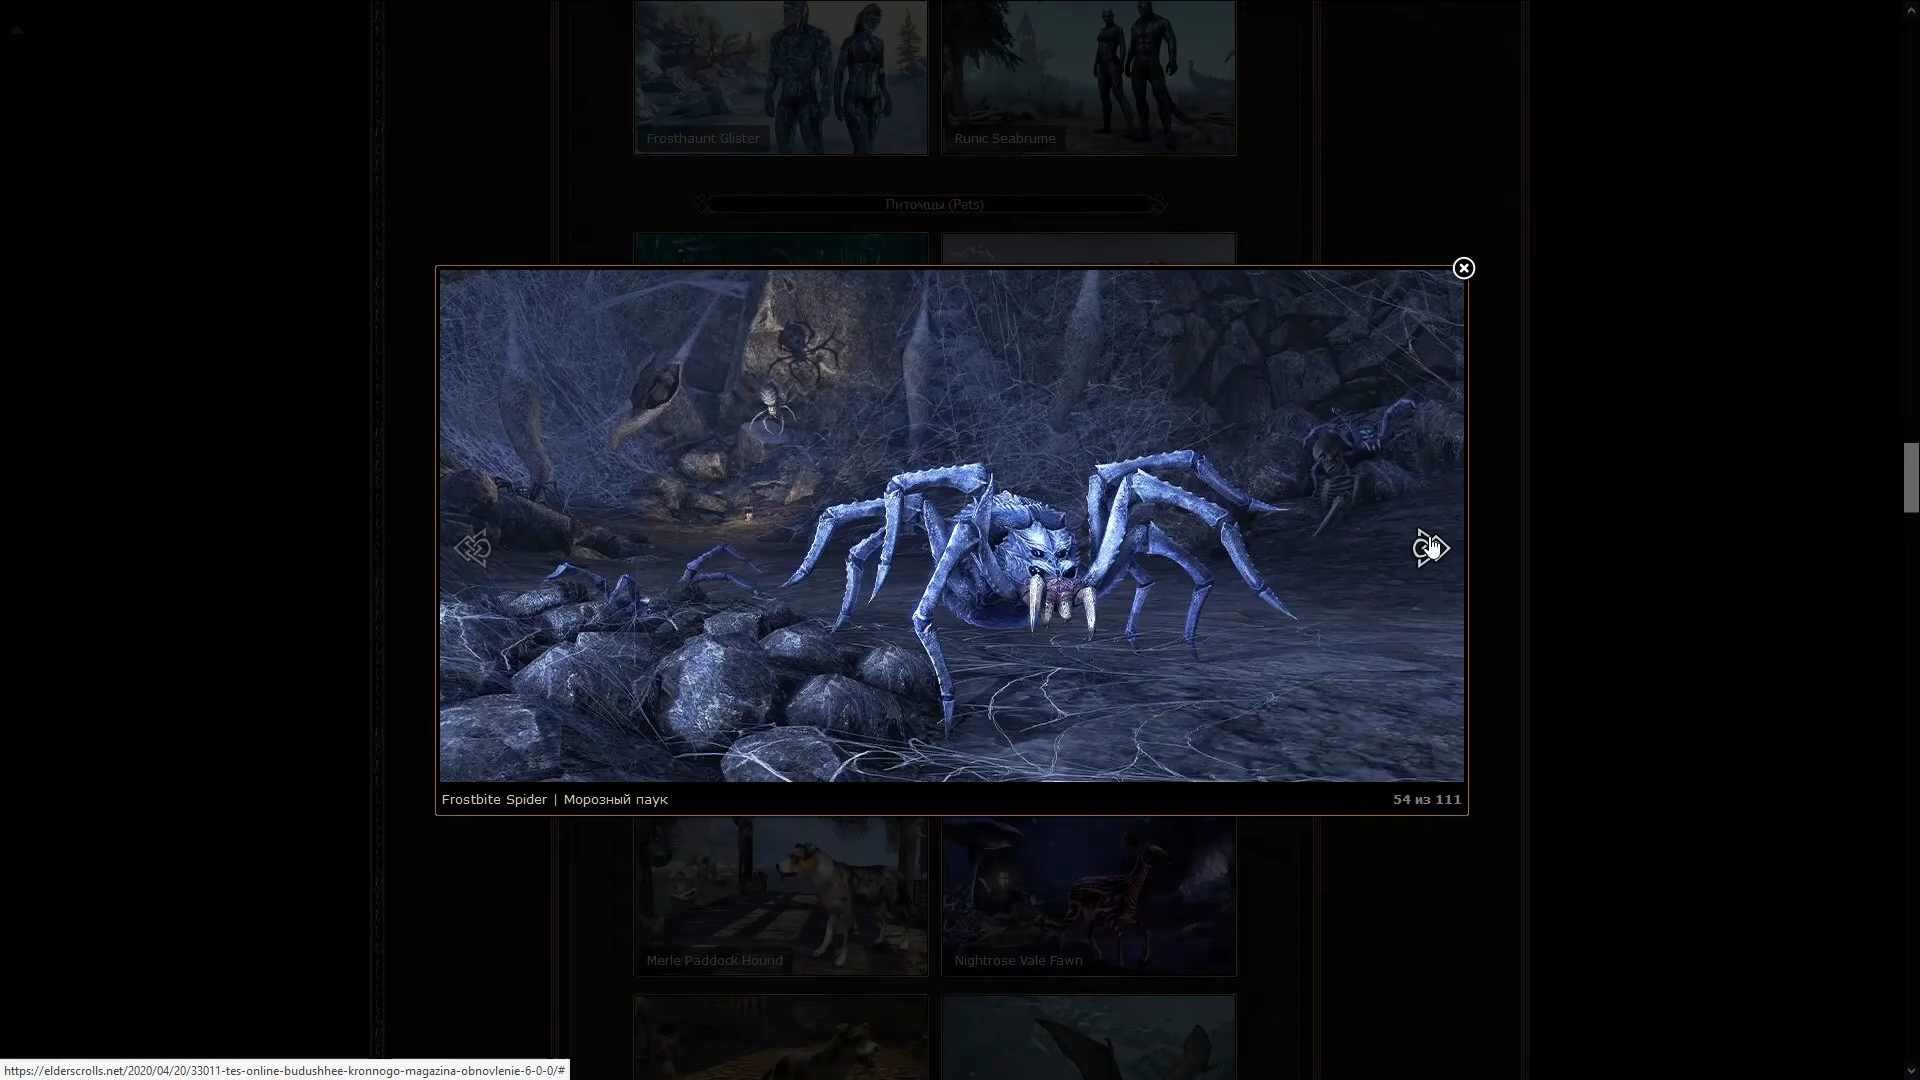 Frosthaunt Glister
Runic Seabrume
Питомцы (Pets)
Frostbite Spider | Морозный паук
54 из 111
Merle Paddock Hound
Nightrose Vale Fawn
https://elderscrolls.net/2020/04/20/33011-tes-online-budushhee-kronnogo-magazina-obnovlenie-6-0-0/#